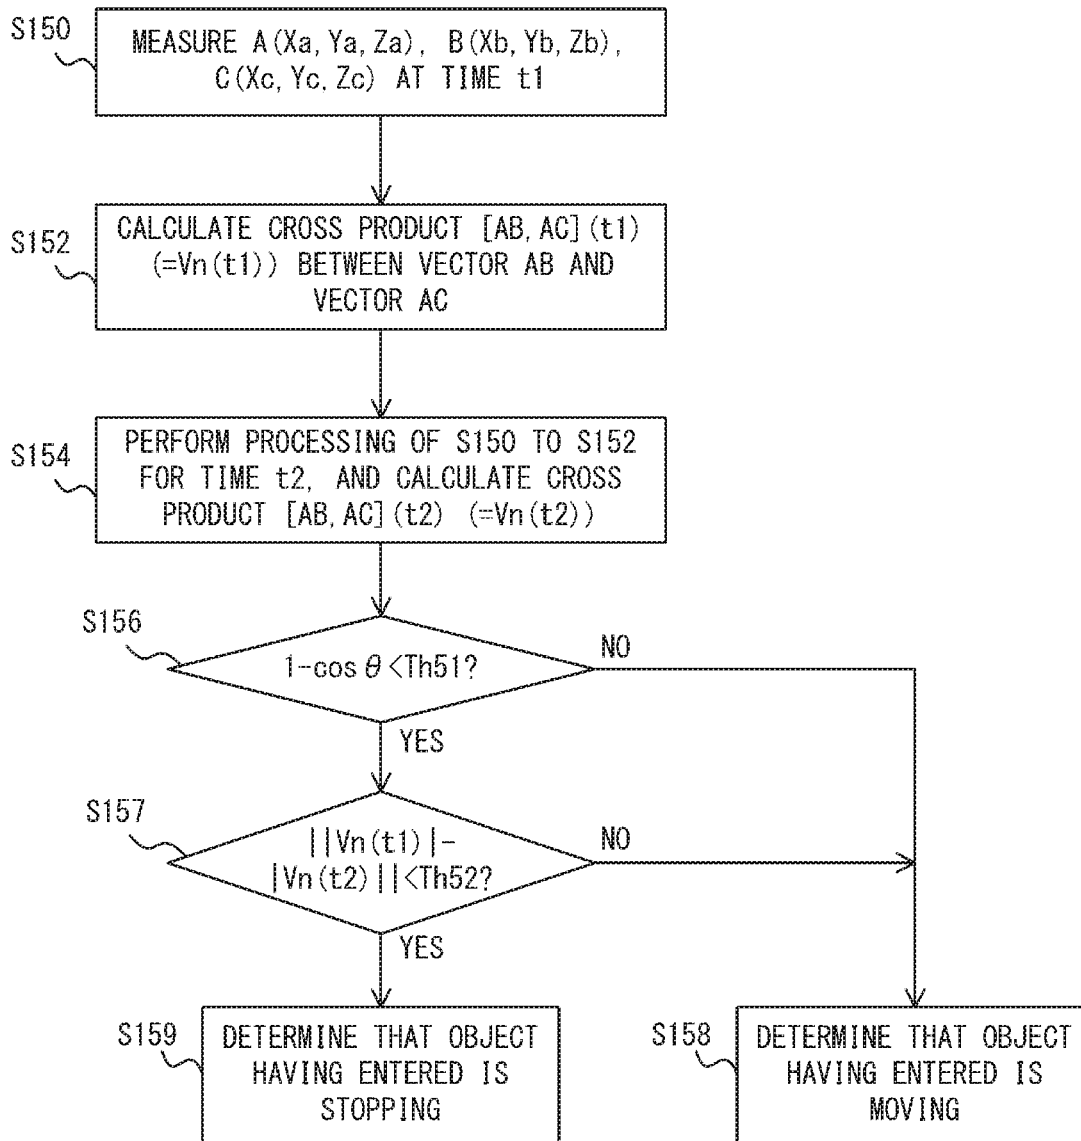 S150
MEASURE A(Xa, Ya, Za), B(Xb, Yb, Zb),
C(Xc, Yc, Zc) AT TIME t1
S152
CALCULATE CROSS PRODUCT [AB, AC](t1)
(=Vn(t1)) BETWEEN VECTOR AB AND
VECTOR AC
S154
PERFORM PROCESSING OF S150 TO S152
FOR TIME t2, AND CALCULATE CROSS
PRODUCT [AB, AC](t2) (=Vn(t2))
S156
1-cos θ <Th51?
NO
YES
S157
||Vn(t1)|-
|Vn(t2)||<Th52?
NO
YES
S159
DETERMINE THAT OBJECT
HAVING ENTERED IS
STOPPING
S158
DETERMINE THAT OBJECT
HAVING ENTERED IS
MOVING